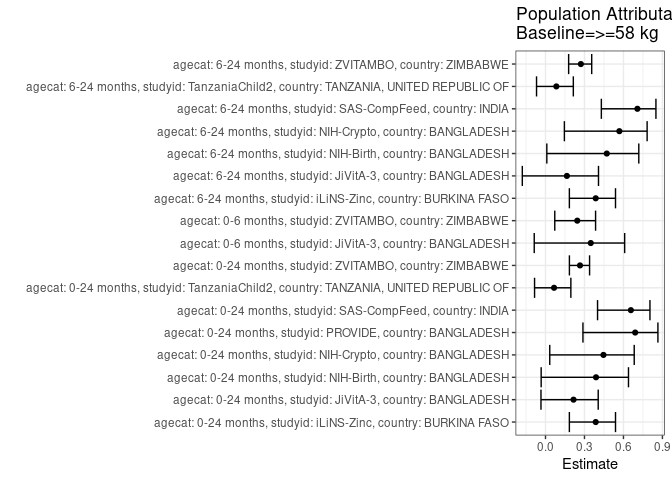 Population Attributa
Baseline=>=58 kg
agecat: 6-24 months, studyid: ZVITAMBO, country: ZIMBABWE
agecat: 6-24 months, studyid: TanzaniaChild2, country: TANZANIA, UNITED REPUBLIC OF
agecat: 6-24 months, studyid: SAS-CompFeed, country: INDIA
agecat: 6-24 months, studyid: NIH-Crypto, country: BANGLADESH
agecat: 6-24 months, studyid: NIH-Birth, country: BANGLADESH
agecat: 6-24 months, studyid: JiVitA-3, country: BANGLADESH
agecat: 6-24 months, studyid: iLiNS-Zinc, country: BURKINA FASO
agecat: 0-6 months, studyid: ZVITAMBO, country: ZIMBABWE
agecat: 0-6 months, studyid: JiVitA-3, country: BANGLADESH
agecat: 0-24 months, studyid: ZVITAMBO, country: ZIMBABWE
agecat: 0-24 months, studyid: TanzaniaChild2, country: TANZANIA, UNITED REPUBLIC OF
agecat: 0-24 months, studyid: SAS-CompFeed, country: INDIA
agecat: 0-24 months, studyid: PROVIDE, country: BANGLADESH
agecat: 0-24 months, studyid: NIH-Crypto, country: BANGLADESH
agecat: 0-24 months, studyid: NIH-Birth, country: BANGLADESH
agecat: 0-24 months, studyid: JiVitA-3, country: BANGLADESH
agecat: 0-24 months, studyid: iLiNS-Zinc, country: BURKINA FASO
0.0 0.3 0.6 0.9
Estimate